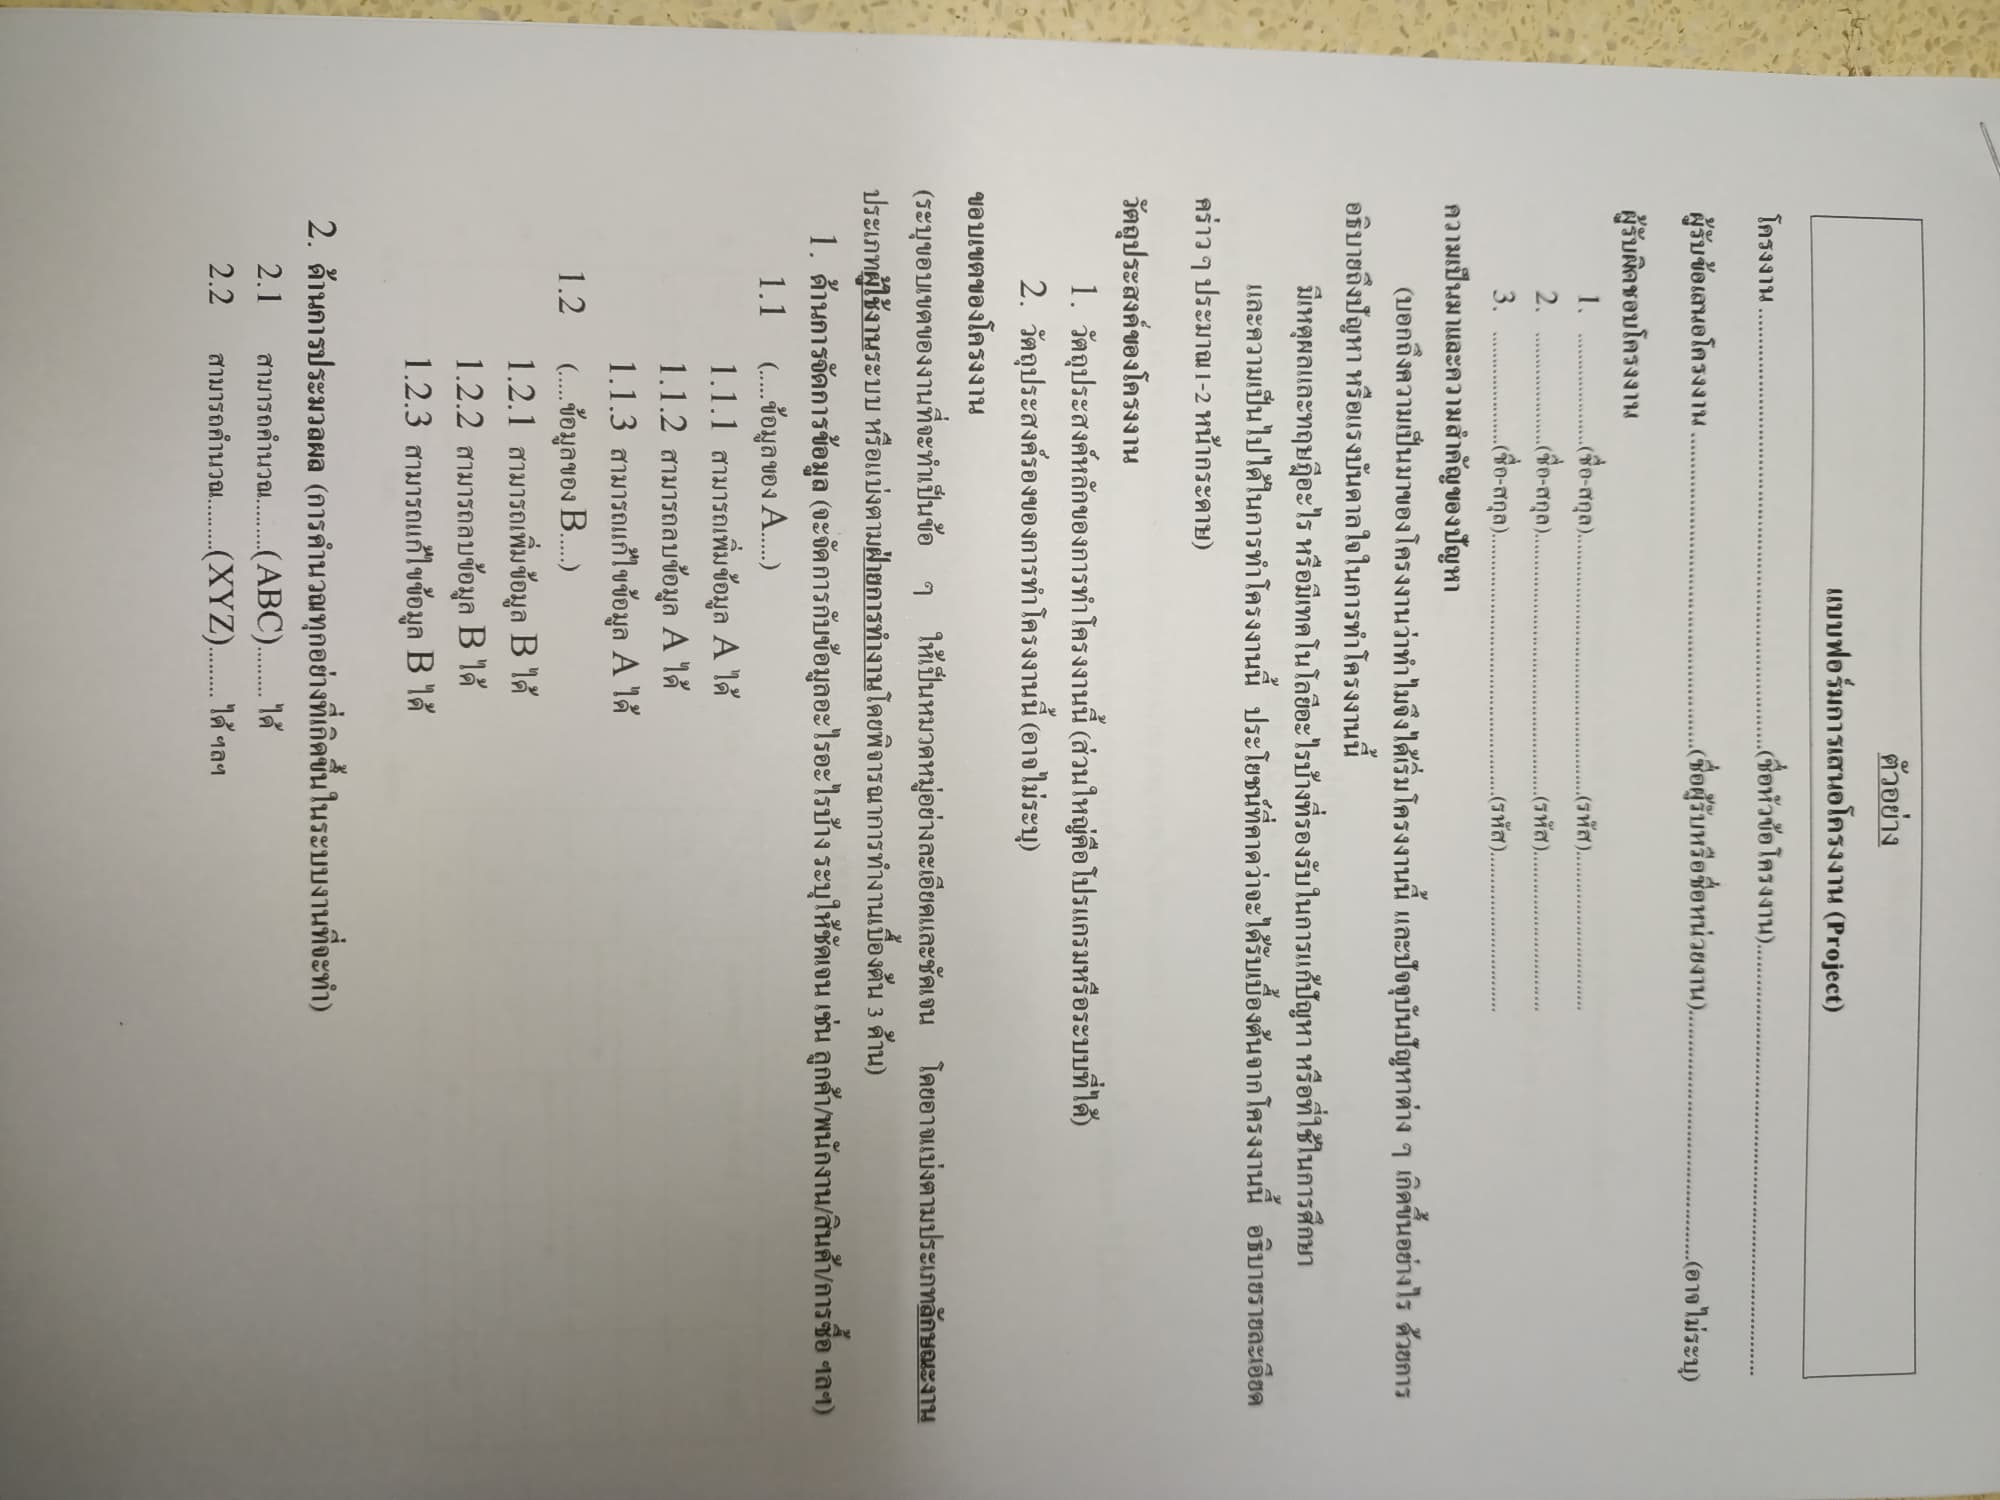 ตัวอย่าง
แบบฟอร์มการเสนอโครงงาน (Project)
โครงงาน ..........................................................................(ชื่อหัวข้อโครงงาน)........................................................................
ผู้รับข้อเสนอโครงงาน .....................................................(ชื่อผู้รับหรือชื่อหน่วยงาน)..........................................(อาจไม่ระบุ)
ผู้รับผิดชอบโครงงาน
1. .....................(ชื่อ-สกุล).................................................(รหัส)..............................
2. .....................(ชื่อ-สกุล).................................................(รหัส)..............................
3. .....................(ชื่อ-สกุล).................................................(รหัส)..............................
ความเป็นมาและความสำคัญของปัญหา
(บอกถึงความเป็นมาของโครงงานว่าทำไมจึงได้เริ่มโครงงานนี้ และปัจจุบันปัญหาต่าง ๆ เกิดขึ้นอย่างไร ด้วยการ
อธิบายถึงปัญหา หรือแรงบันดาลใจในการทำโครงงานนี้
มีเหตุผลและทฤษฎีอะไร หรือมีเทคโนโลยีอะไรบ้างที่รองรับในการแก้ปัญหา หรือที่ใช้ในการศึกษา
และความเป็นไปได้ในการทำโครงงานนี้ ประโยชน์ที่คาดว่าจะได้รับเบื้องต้นจากโครงงานนี้ อธิบายรายละเอียด
คร่าว ๆ ประมาณ 1-2 หน้ากระดาษ)
วัตถุประสงค์ของโครงงาน
1. วัตถุประสงค์หลักของการทำโครงงานนี้ (ส่วนใหญ่คือโปรแกรมหรือระบบที่ได้)
2. วัตถุประสงค์รองของการทำโครงงานนี้ (อาจไม่ระบุ)
ขอบเขตของโครงงาน
(ระบุขอบเขตของงานที่จะทำเป็นข้อ ๆ ให้เป็นหมวดหมู่อย่างละเอียดและชัดเจน โดยอาจแบ่งตามประเภทลักษณะงาน
ประเภทผู้ใช้งานระบบ หรือแบ่งตามฝ่ายการทำงานโดยพิจารณาการทำงานเบื้องต้น 3 ด้าน)
1. ด้านการจัดการข้อมูล (จะจัดการกับข้อมูลอะไรอะไรบ้าง ระบุให้ชัดเจน เช่น ลูกค้า/พนักงาน/สินค้า/การซื้อ ฯลฯ)
1.1 (.....ข้อมูลของ A.....)
1.1.1 สามารถเพิ่มข้อมูล A ได้
1.1.2 สามารถลบข้อมูล A ได้
1.1.3 สามารถแก้ไขข้อมูล A ได้
1.2 (.....ข้อมูลของ B.....)
1.2.1 สามารถเพิ่มข้อมูล B ได้
1.2.2 สามารถลบข้อมูล B ได้
1.2.3 สามารถแก้ไขข้อมูล B ได้
2. ด้านการประมวลผล (การคำนวณทุกอย่างที่เกิดขึ้นในระบบงานที่จะทำ)
2.1 สามารถคำนวณ.........(ABC)......... ได้
2.2 สามารถคำนวณ.........(XYZ)......... ได้ ฯลฯ